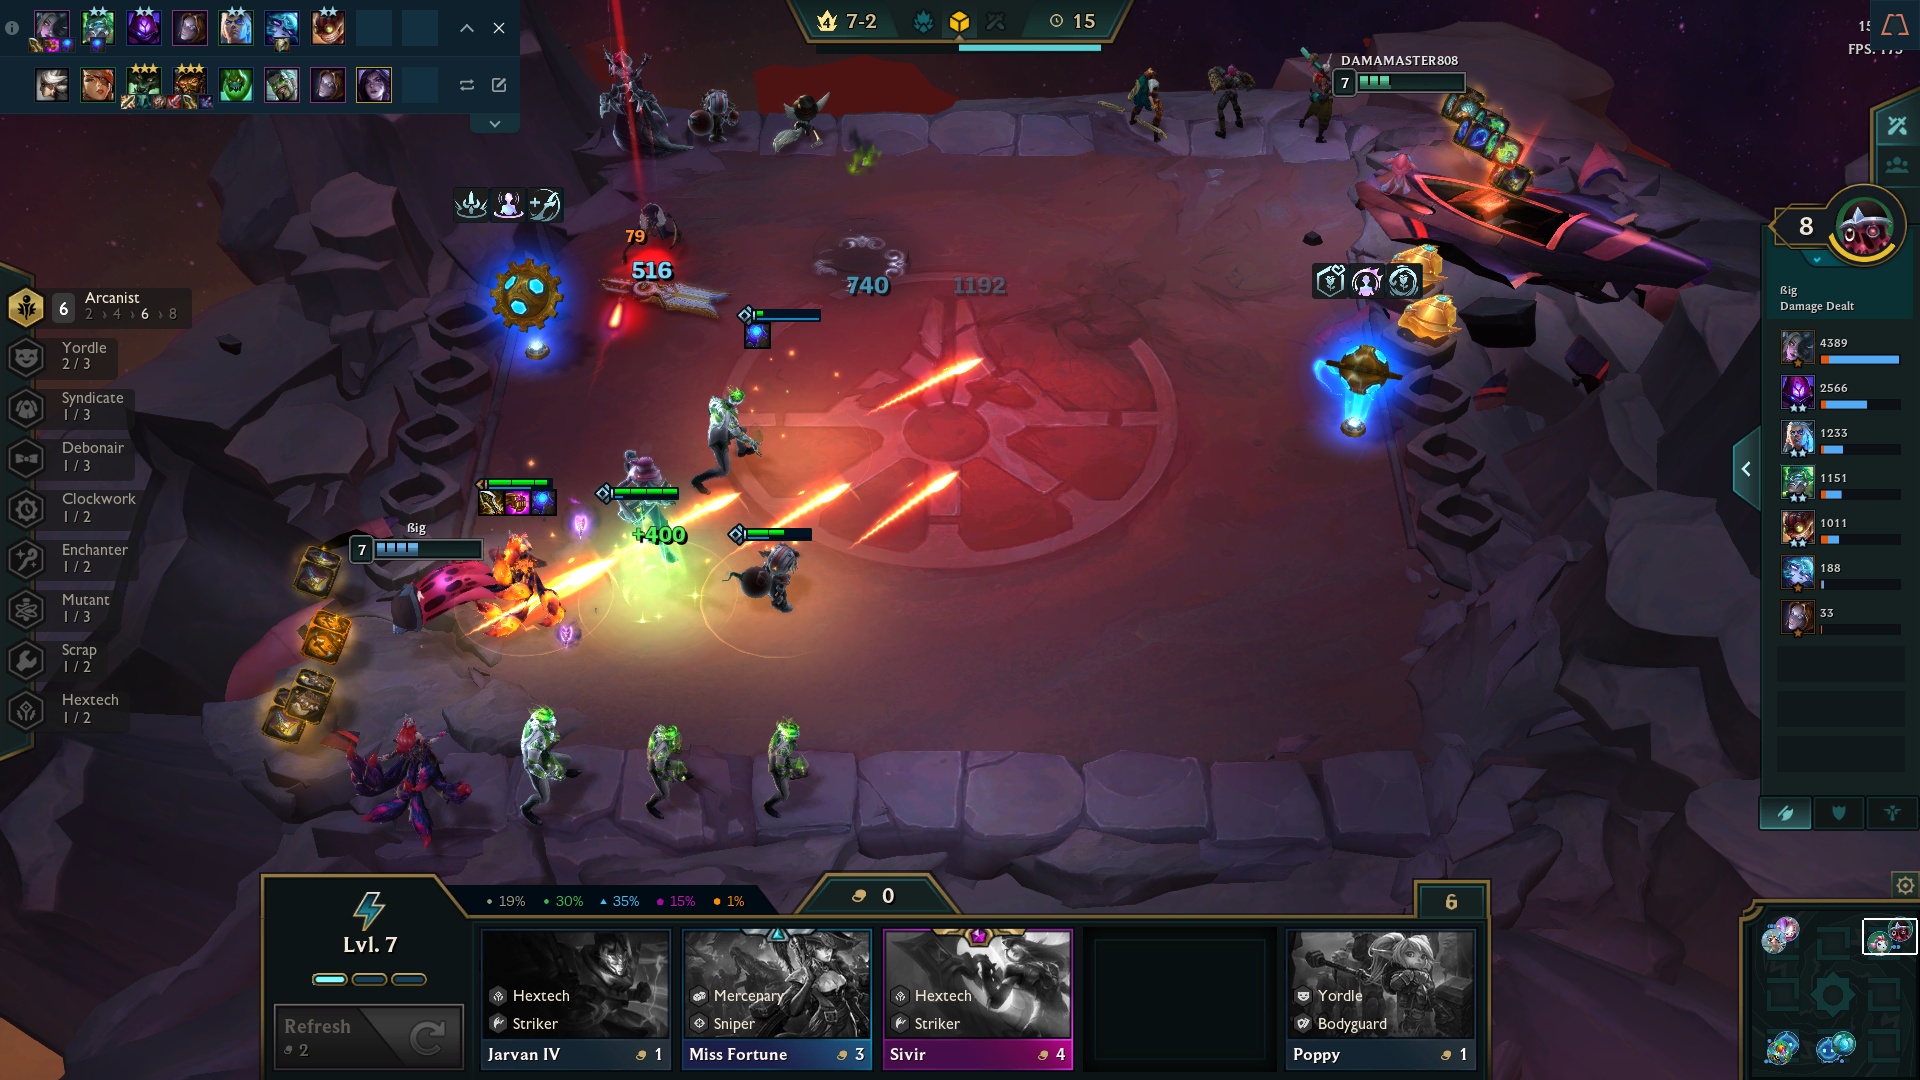 4 7-2 15
15
FPS: 173
DAMAMASTER808
7
8
ßig
Damage Dealt
4389
2566
1233
1151
1011
188
33
6 Arcanist
2 › 4 › 6 › 8
Yordle
2 / 3
Syndicate
1 / 3
Debonair
1 / 3
Clockwork
1 / 2
Enchanter
1 / 2
Mutant
1 / 3
Scrap
1 / 2
Hextech
1 / 2
79
516
740
1192
+400
ßig
7
Lvl. 7
19% 30% 35% 15% 1%
0
6
Refresh
2
Hextech
Striker
Jarvan IV 1
Mercenary
Sniper
Miss Fortune 3
Hextech
Striker
Sivir 4
Yordle
Bodyguard
Poppy 1